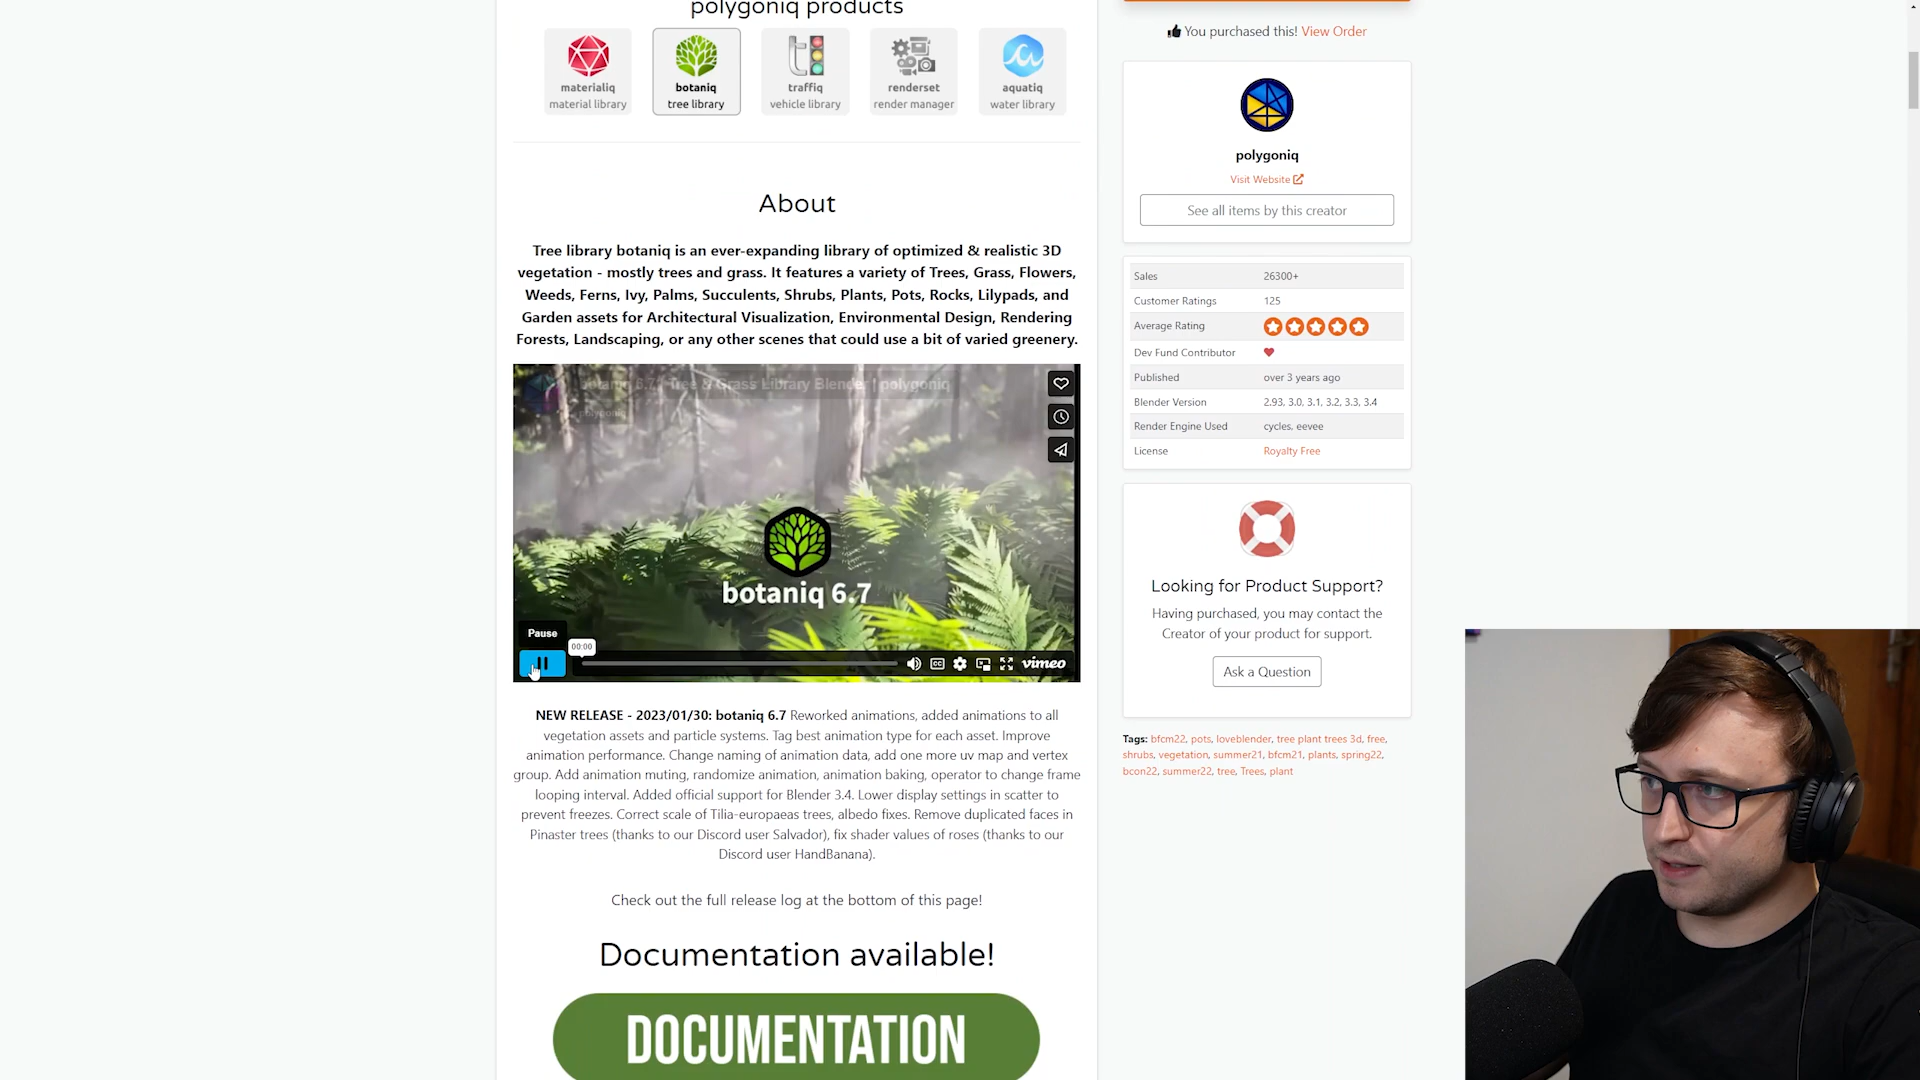 polygoniq products
materialiq
material library
botaniq
tree library
traffiq
vehicle library
renderset
render manager
aquatiq
water library
About
Tree library botaniq is an ever-expanding library of optimized & realistic 3D
vegetation - mostly trees and grass. It features a variety of Trees, Grass, Flowers,
Weeds, Ferns, Ivy, Palms, Succulents, Shrubs, Plants, Pots, Rocks, Lilypads, and
Garden assets for Architectural Visualization, Environmental Design, Rendering
Forests, Landscaping, or any other scenes that could use a bit of varied greenery.
botaniq 6.7 | Tree & Grass Library Blender | polygoniq
polygoniq
botaniq 6.7
Pause
00:00
CC
vimeo
NEW RELEASE - 2023/01/30: botaniq 6.7 Reworked animations, added animations to all
vegetation assets and particle systems. Tag best animation type for each asset. Improve
animation performance. Change naming of animation data, add one more uv map and vertex
group. Add animation muting, randomize animation, animation baking, operator to change frame
looping interval. Added official support for Blender 3.4. Lower display settings in scatter to
prevent freezes. Correct scale of Tilia-europaeas trees, albedo fixes. Remove duplicated faces in
Pinaster trees (thanks to our Discord user Salvador), fix shader values of roses (thanks to our
Discord user HandBanana).
Check out the full release log at the bottom of this page!
Documentation available!
DOCUMENTATION
You purchased this! View Order
polygoniq
Visit Website
See all items by this creator
Sales 26300+
Customer Ratings 125
Average Rating
Dev Fund Contributor
Published over 3 years ago
Blender Version 2.93, 3.0, 3.1, 3.2, 3.3, 3.4
Render Engine Used cycles, eevee
License Royalty Free
Looking for Product Support?
Having purchased, you may contact the
Creator of your product for support.
Ask a Question
Tags: bfcm22, pots, loveblender, tree plant trees 3d, free,
shrubs, vegetation, summer21, bfcm21, plants, spring22,
bcon22, summer22, tree, Trees, plant